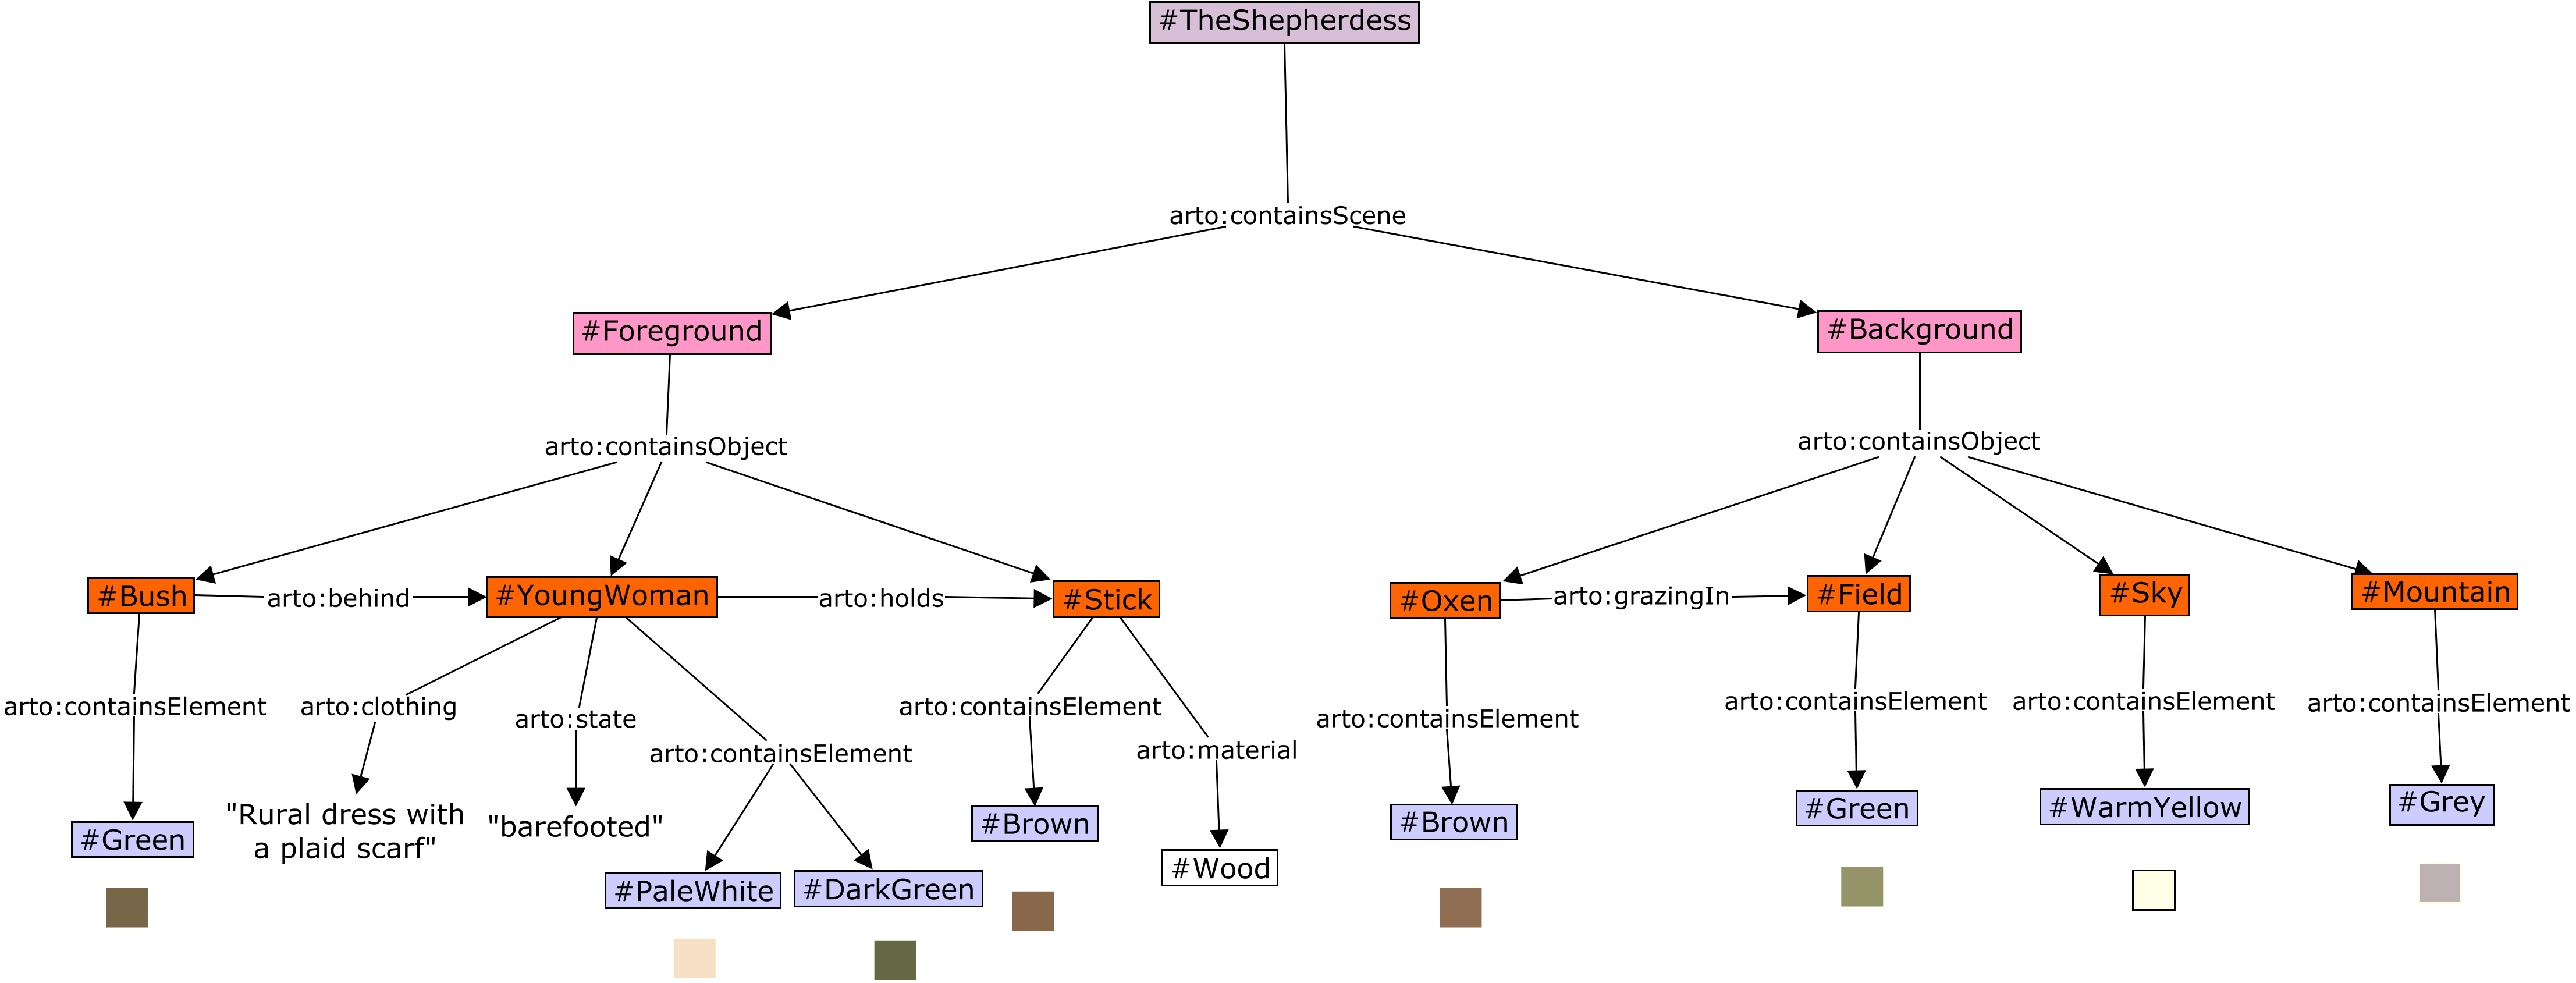 #TheShepherdess
arto:containsScene
#Foreground
#Background
arto:containsObject
arto:containsObject
#Bush
arto:behind
#YoungWoman
arto:holds
#Stick
#Oxen
arto:grazingIn
#Field
#Sky
#Mountain
arto:containsElement
arto:clothing
arto:state
arto:containsElement
arto:containsElement
arto:material
arto:containsElement
arto:containsElement
arto:containsElement
arto:containsElement
#Green
"Rural dress with
a plaid scarf"
"barefooted"
#PaleWhite
#DarkGreen
#Brown
#Wood
#Brown
#Green
#WarmYellow
#Grey